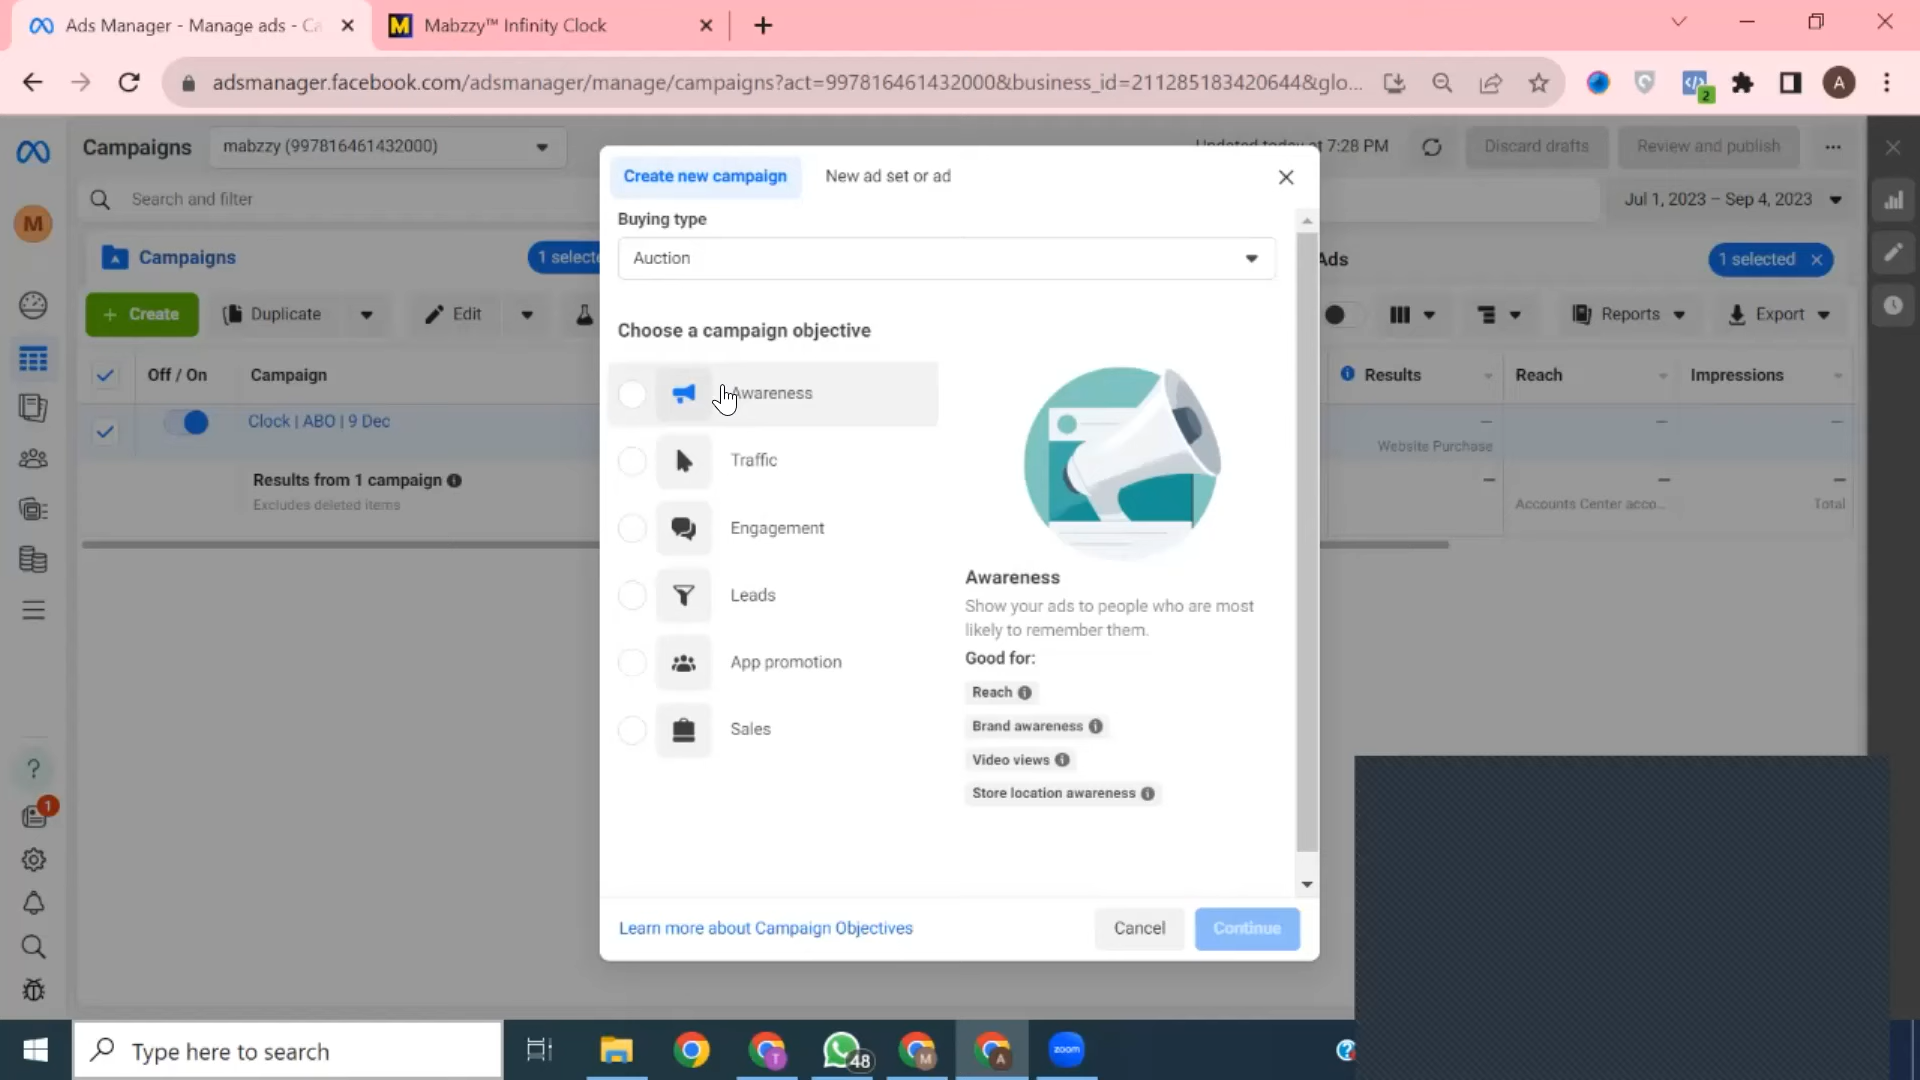 Ads Manager - Manage ads - Ca
Mabzzy™ Infinity Clock
adsmanager.facebook.com/adsmanager/manage/campaigns?act=997816461432000&business_id=211285183420644&glo...
2
A
Campaigns
mabzzy (997816461432000)
Updated today at 7:28 PM
Discard drafts
Review and publish
Search and filter
Jul 1, 2023 – Sep 4, 2023
M
Campaigns
1 selecte
Ads
1 selected
+ Create
Duplicate
Edit
Reports
Export
Off / On
Campaign
Results
Reach
Impressions
Clock | ABO | 9 Dec
—
—
—
Website Purchase
Results from 1 campaign
—
—
—
Excludes deleted items
Accounts Center acco...
Total
Create new campaign
New ad set or ad
Buying type
Auction
Choose a campaign objective
Awareness
Traffic
Engagement
Leads
App promotion
Sales
Awareness
Show your ads to people who are most
likely to remember them.
Good for:
Reach
Brand awareness
Video views
Store location awareness
Learn more about Campaign Objectives
Cancel
Continue
?
1
Type here to search
T
48
M
A
zoom
?